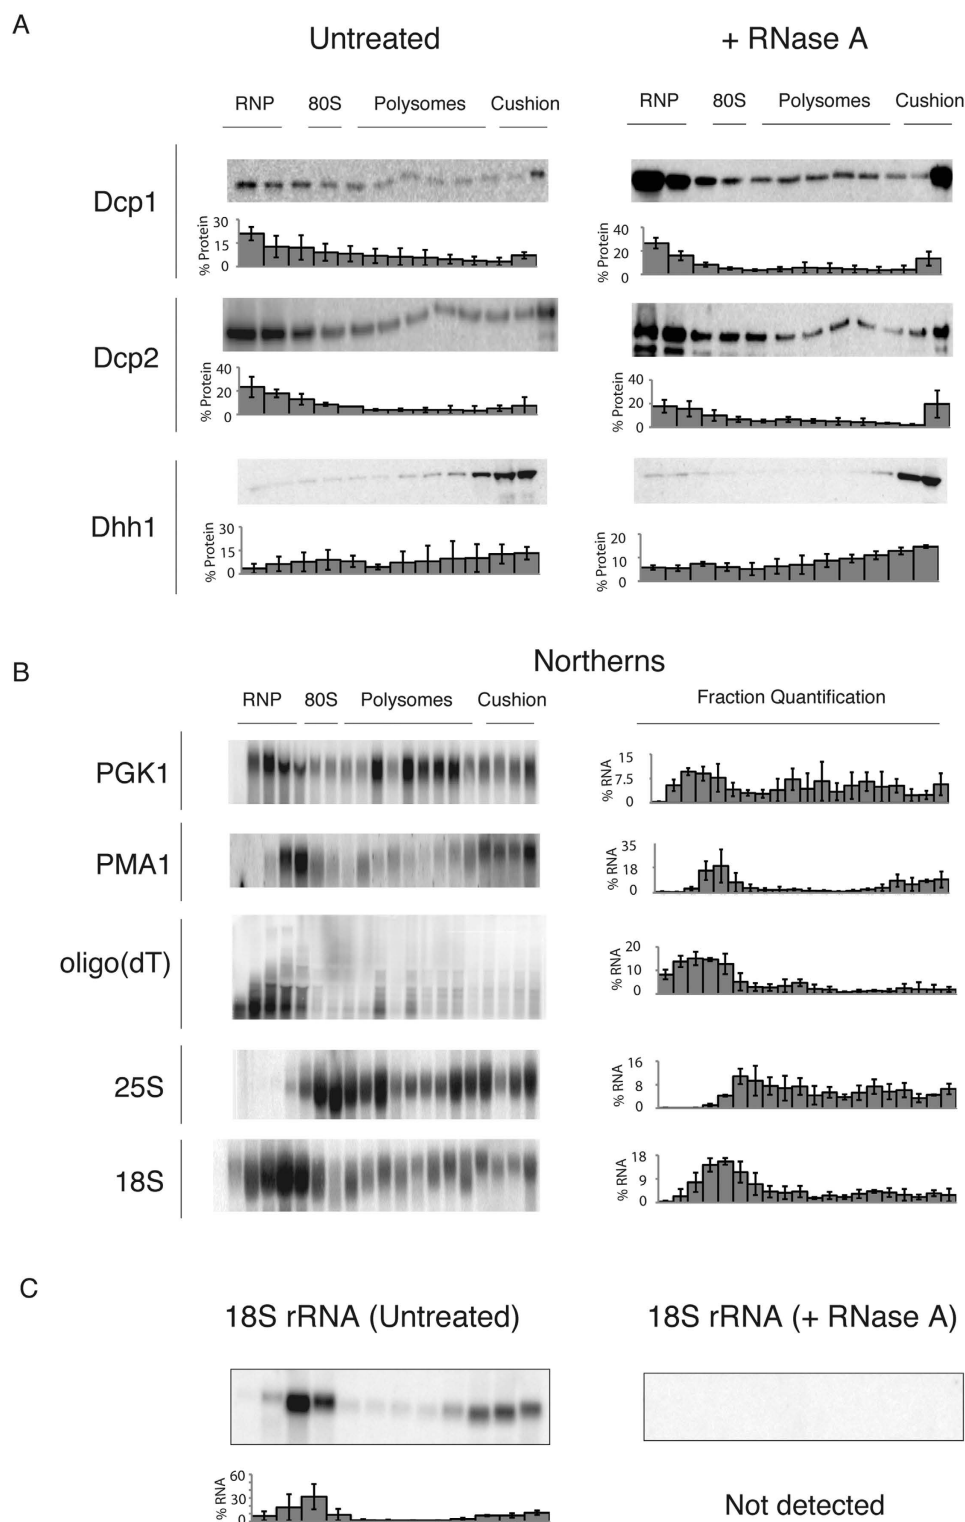 A
Untreated
+ RNase A
RNP 80S Polysomes Cushion
RNP 80S Polysomes Cushion
Dcp1
% Protein
30
15
0
% Protein
40
20
0
Dcp2
% Protein
40
20
0
% Protein
40
20
0
Dhh1
% Protein
30
15
0
% Protein
20
10
0
B
Northerns
RNP 80S Polysomes Cushion
Fraction Quantification
PGK1
% RNA
15
7.5
0
PMA1
% RNA
35
18
0
oligo(dT)
% RNA
20
10
0
25S
% RNA
16
8
0
18S
% RNA
18
9
0
C
18S rRNA (Untreated)
18S rRNA (+ RNase A)
% RNA
60
30
0
Not detected